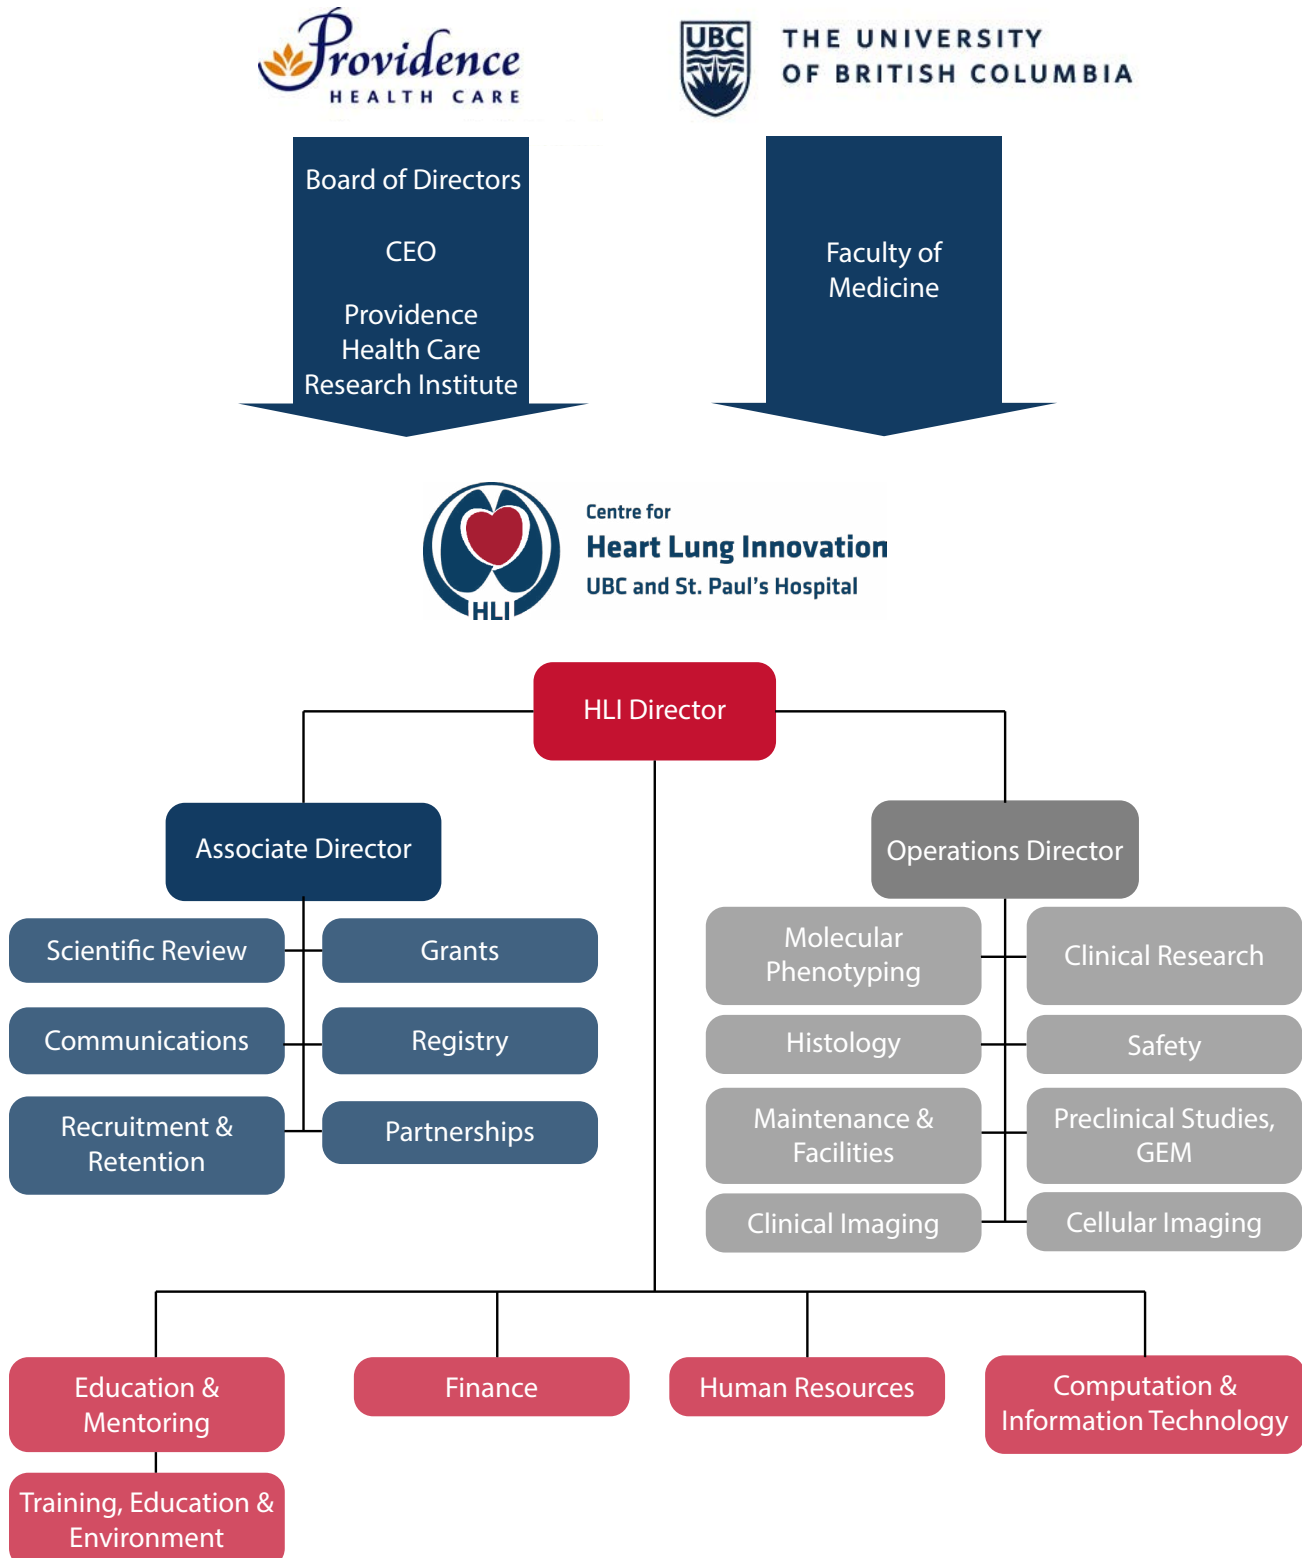 Providence
HEALTH CARE
UBC
THE UNIVERSITY
OF BRITISH COLUMBIA
Board of Directors
CEO
Providence
Health Care
Research Institute
Faculty of
Medicine
HLI
Centre for
Heart Lung Innovation
UBC and St. Paul's Hospital
HLI Director
Associate Director
Operations Director
Scientific Review
Grants
Communications
Registry
Recruitment &
Retention
Partnerships
Molecular
Phenotyping
Clinical Research
Histology
Safety
Maintenance &
Facilities
Preclinical Studies,
GEM
Clinical Imaging
Cellular Imaging
Education &
Mentoring
Finance
Human Resources
Computation &
Information Technology
Training, Education &
Environment